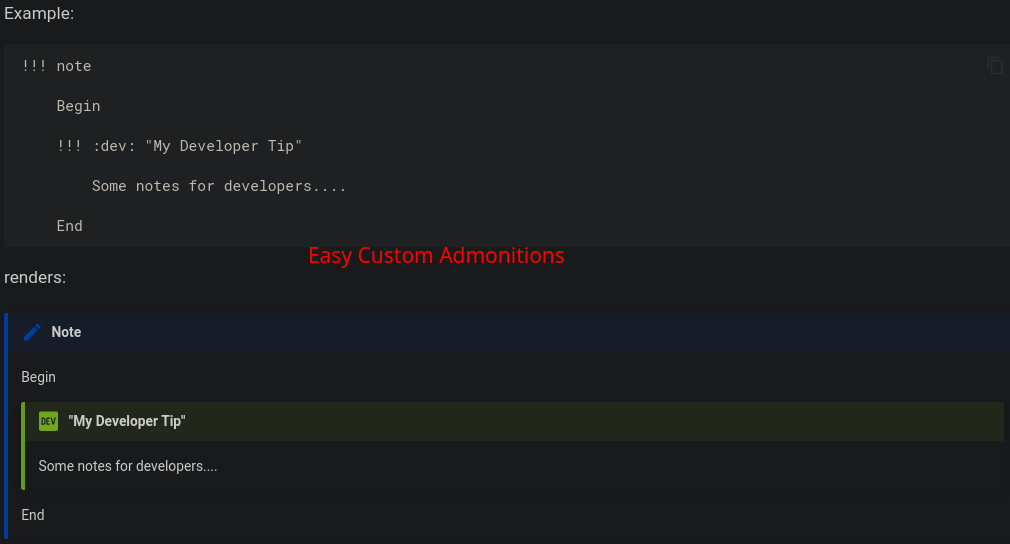 Example:
!!! note
Begin
!!! :dev: "My Developer Tip"
Some notes for developers....
End
Easy Custom Admonitions
renders:
Note
Begin
DEV "My Developer Tip"
Some notes for developers....
End